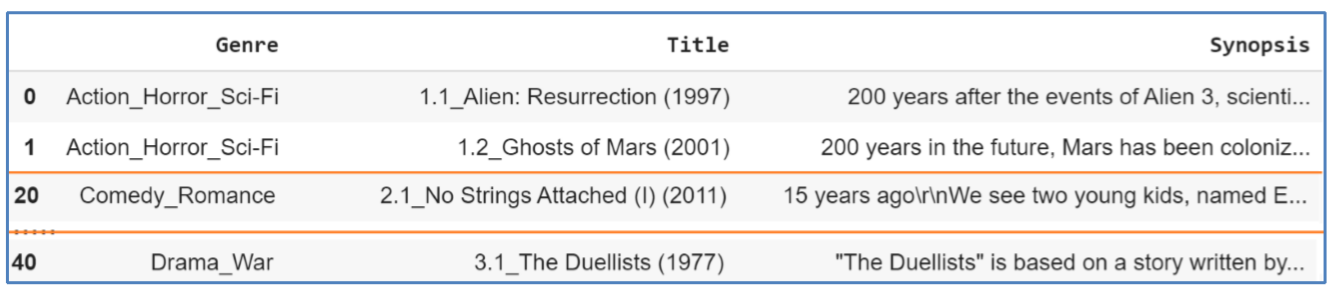 Genre Title Synopsis
0 Action_Horror_Sci-Fi 1.1_Alien: Resurrection (1997) 200 years after the events of Alien 3, scienti...
1 Action_Horror_Sci-Fi 1.2_Ghosts of Mars (2001) 200 years in the future, Mars has been coloniz...
20 Comedy_Romance 2.1_No Strings Attached (I) (2011) 15 years ago\r\nWe see two young kids, named E...
.....
40 Drama_War 3.1_The Duellists (1977) "The Duellists" is based on a story written by...